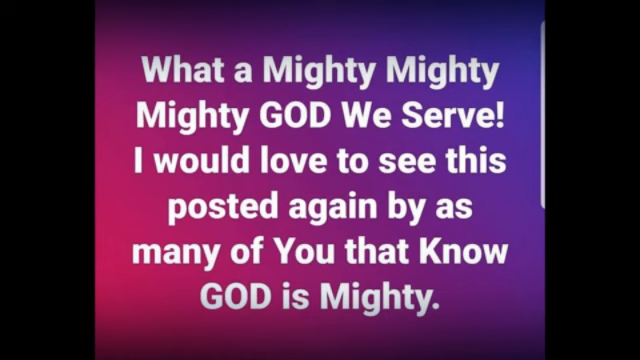 What a Mighty Mighty
Mighty GOD We Serve!
I would love to see this
posted again by as
many of You that Know
GOD is Mighty.